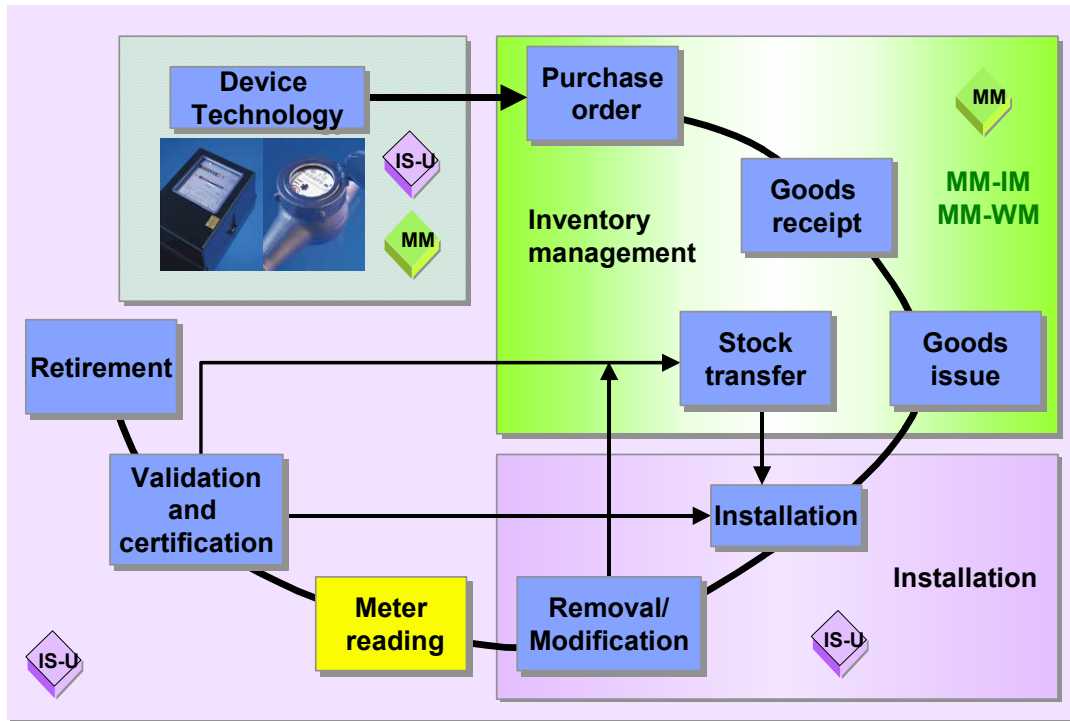 Device
Technology
IS-U
MM
Purchase
order
Goods
receipt
MM
MM-IM
MM-WM
Inventory
management
Retirement
Stock
transfer
Goods
issue
Validation
and
certification
Installation
Installation
Meter
reading
Removal/
Modification
IS-U
IS-U